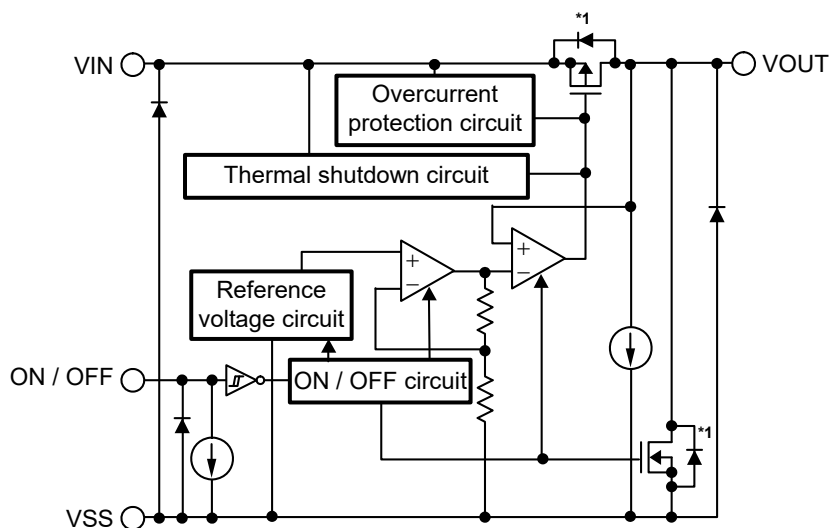 *1
VIN
VOUT
Overcurrent
protection circuit
Thermal shutdown circuit
+
−
+
−
Reference
voltage circuit
ON / OFF
ON / OFF circuit
*1
VSS